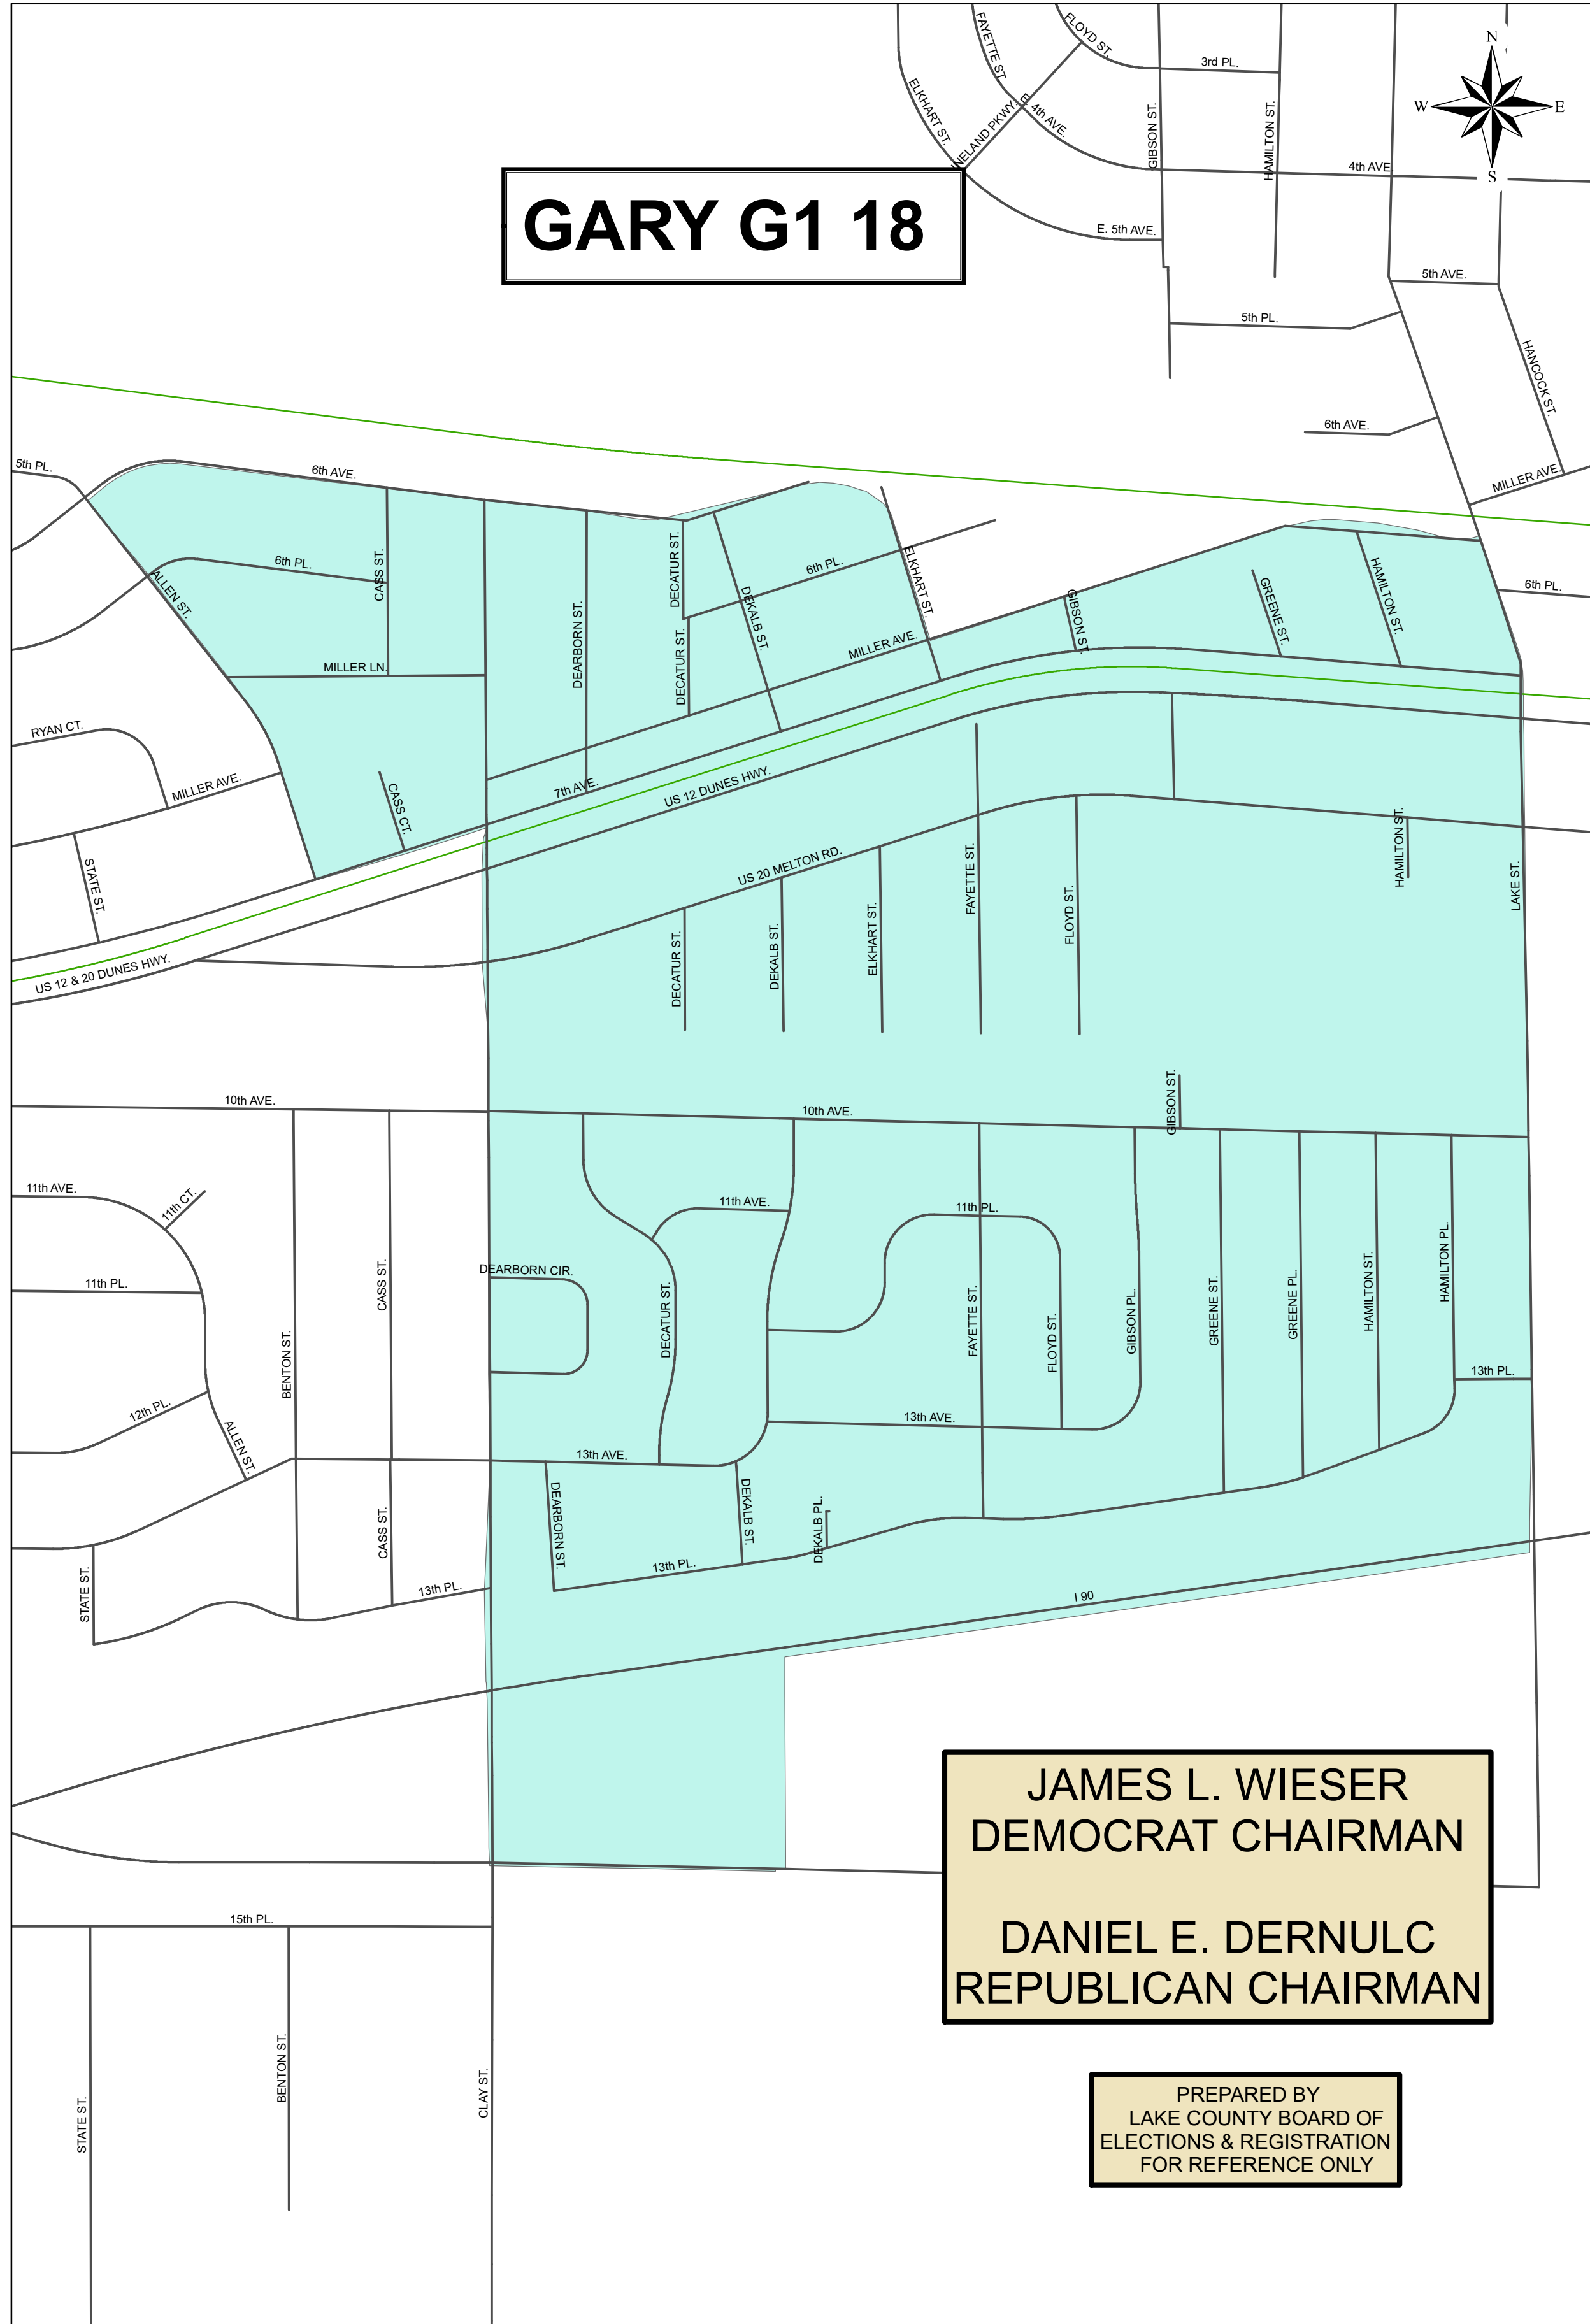 FAYETTE ST.
FLOYD ST.
3rd PL.
N
W
E
S
ELKHART ST.
INELAND PKWY. E
4th AVE.
GIBSON ST.
HAMILTON ST.
4th AVE.
GARY G1 18
E. 5th AVE.
5th AVE.
5th PL.
HANCOCK ST.
6th AVE.
MILLER AVE.
5th PL.
6th AVE.
6th PL.
CASS ST.
ALLEN ST.
DECATUR ST.
6th PL.
ELKHART ST.
DEKALB ST.
DEARBORN ST.
GIBSON ST.
GREENE ST.
HAMILTON ST.
6th PL.
MILLER LN.
DECATUR ST.
MILLER AVE.
RYAN CT.
MILLER AVE.
CASS CT.
7th AVE.
US 12 DUNES HWY.
STATE ST.
US 20 MELTON RD.
HAMILTON ST.
LAKE ST.
FAYETTE ST.
FLOYD ST.
ELKHART ST.
DEKALB ST.
DECATUR ST.
US 12 & 20 DUNES HWY.
10th AVE.
10th AVE.
GIBSON ST.
11th AVE.
11th CT.
11th AVE.
11th PL.
11th PL.
CASS ST.
DEARBORN CIR.
DECATUR ST.
FAYETTE ST.
FLOYD ST.
GIBSON PL.
GREENE ST.
GREENE PL.
HAMILTON ST.
HAMILTON PL.
BENTON ST.
13th PL.
12th PL.
ALLEN ST.
13th AVE.
13th AVE.
CASS ST.
DEARBORN ST.
DEKALB ST.
DEKALB PL.
STATE ST.
13th PL.
13th PL.
I 90
JAMES L. WIESER
DEMOCRAT CHAIRMAN
DANIEL E. DERNULC
REPUBLICAN CHAIRMAN
15th PL.
STATE ST.
BENTON ST.
CLAY ST.
PREPARED BY
LAKE COUNTY BOARD OF
ELECTIONS & REGISTRATION
FOR REFERENCE ONLY